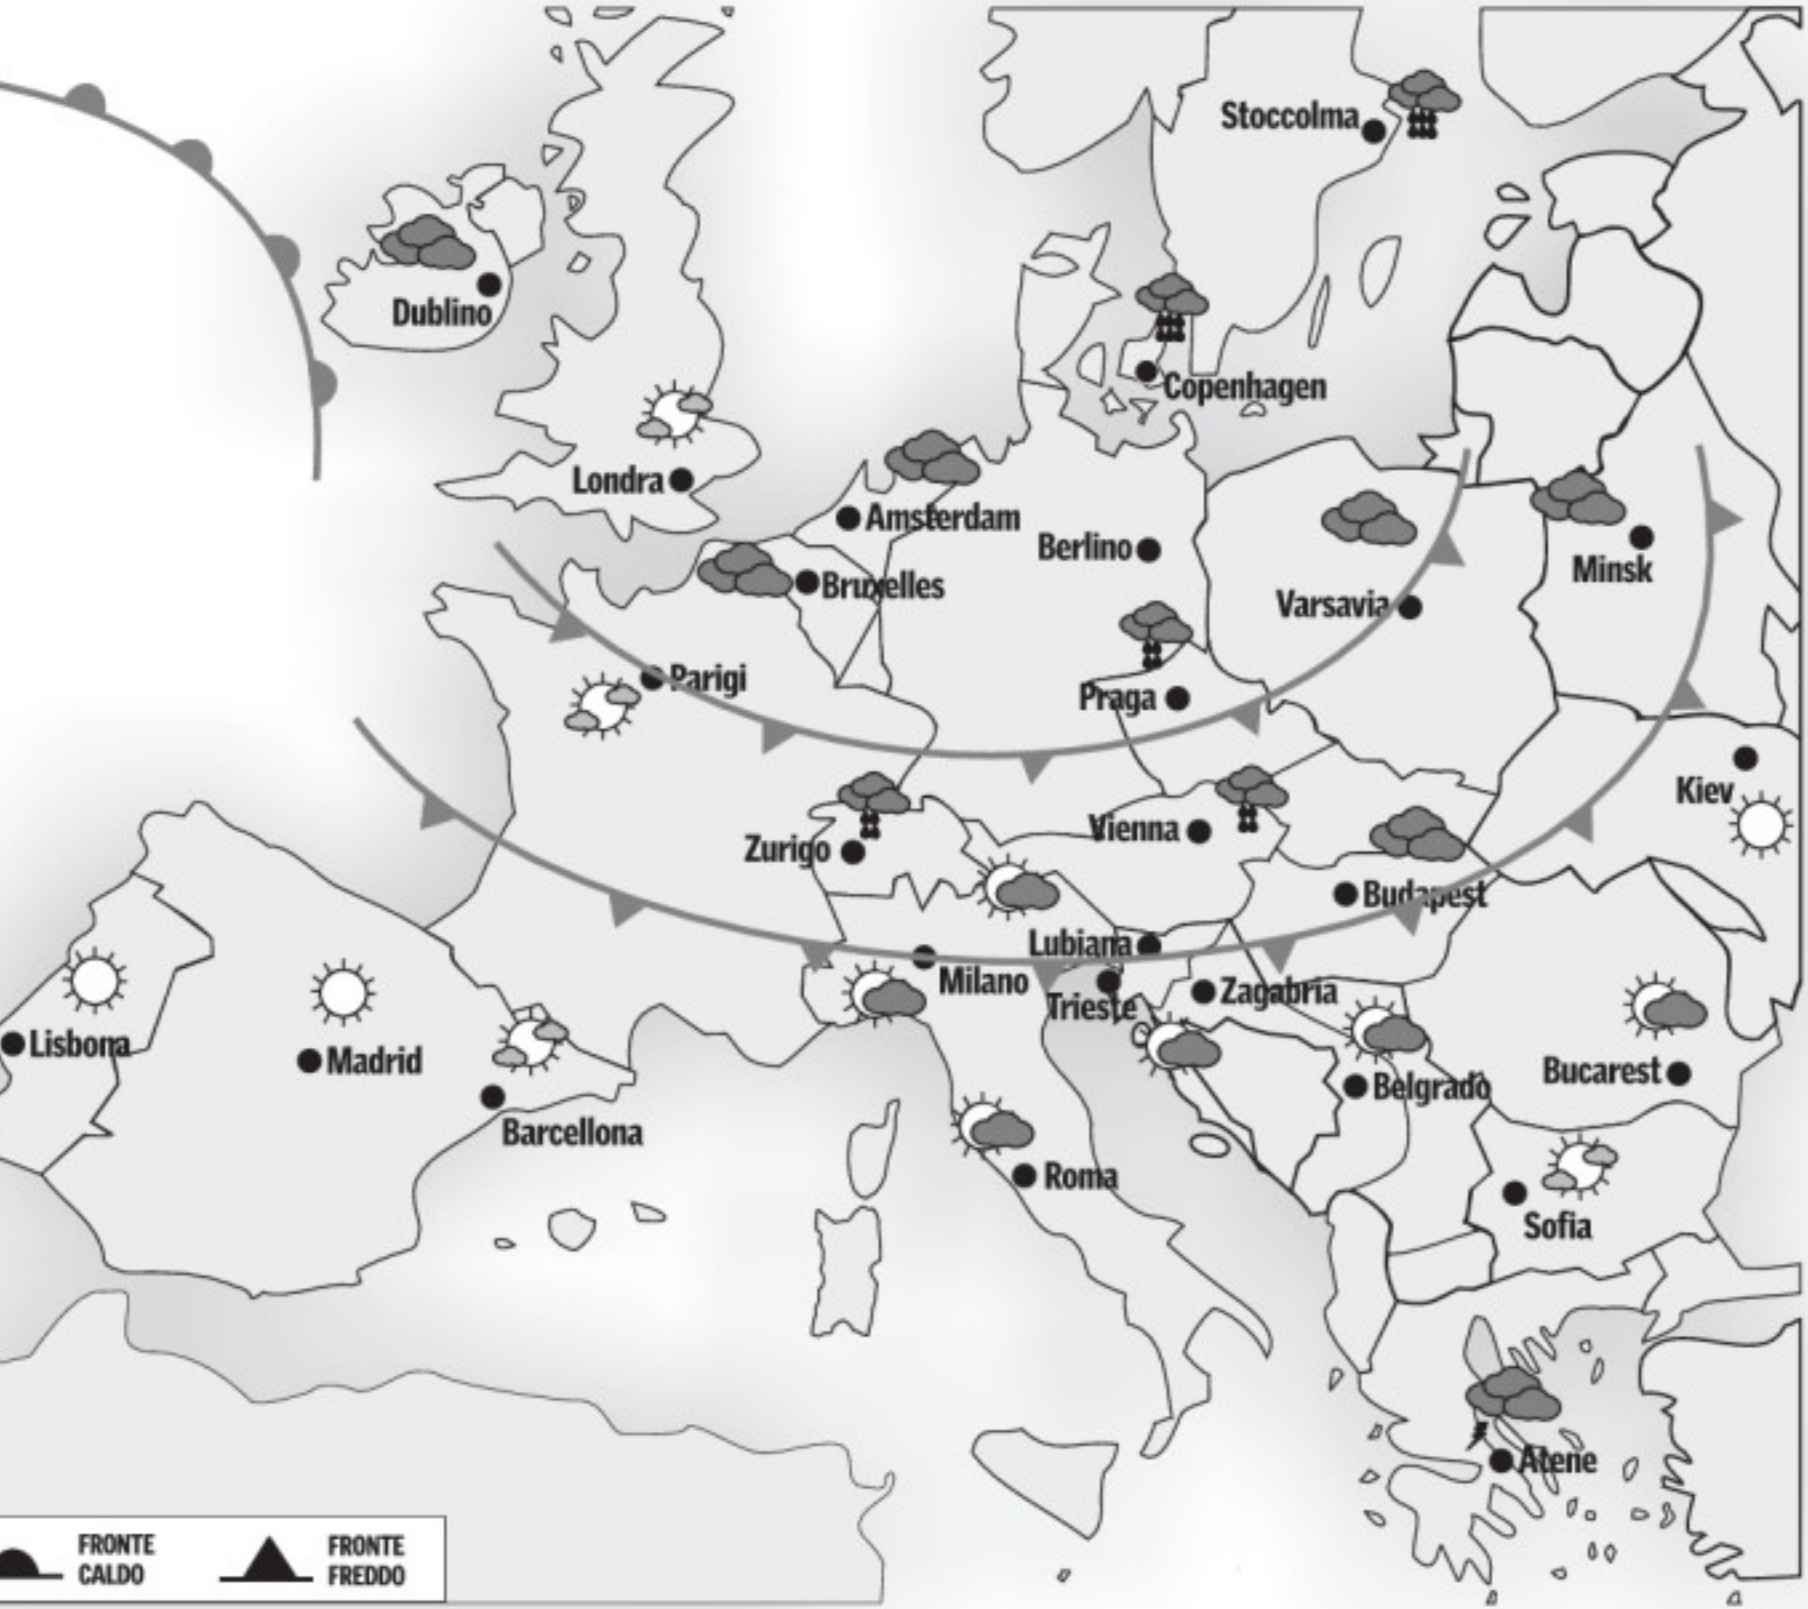 Stoccolma
Dublino
Copenhagen
Londra
Amsterdam
Berlino
Bruxelles
Minsk
Varsavia
Parigi
Praga
Kiev
Vienna
Zurigo
Budapest
Lubiana
Milano
Zagabria
Trieste
Lisbona
Madrid
Bucarest
Belgrado
Barcellona
Roma
Sofia
Atene
FRONTE
CALDO
FRONTE
FREDDO